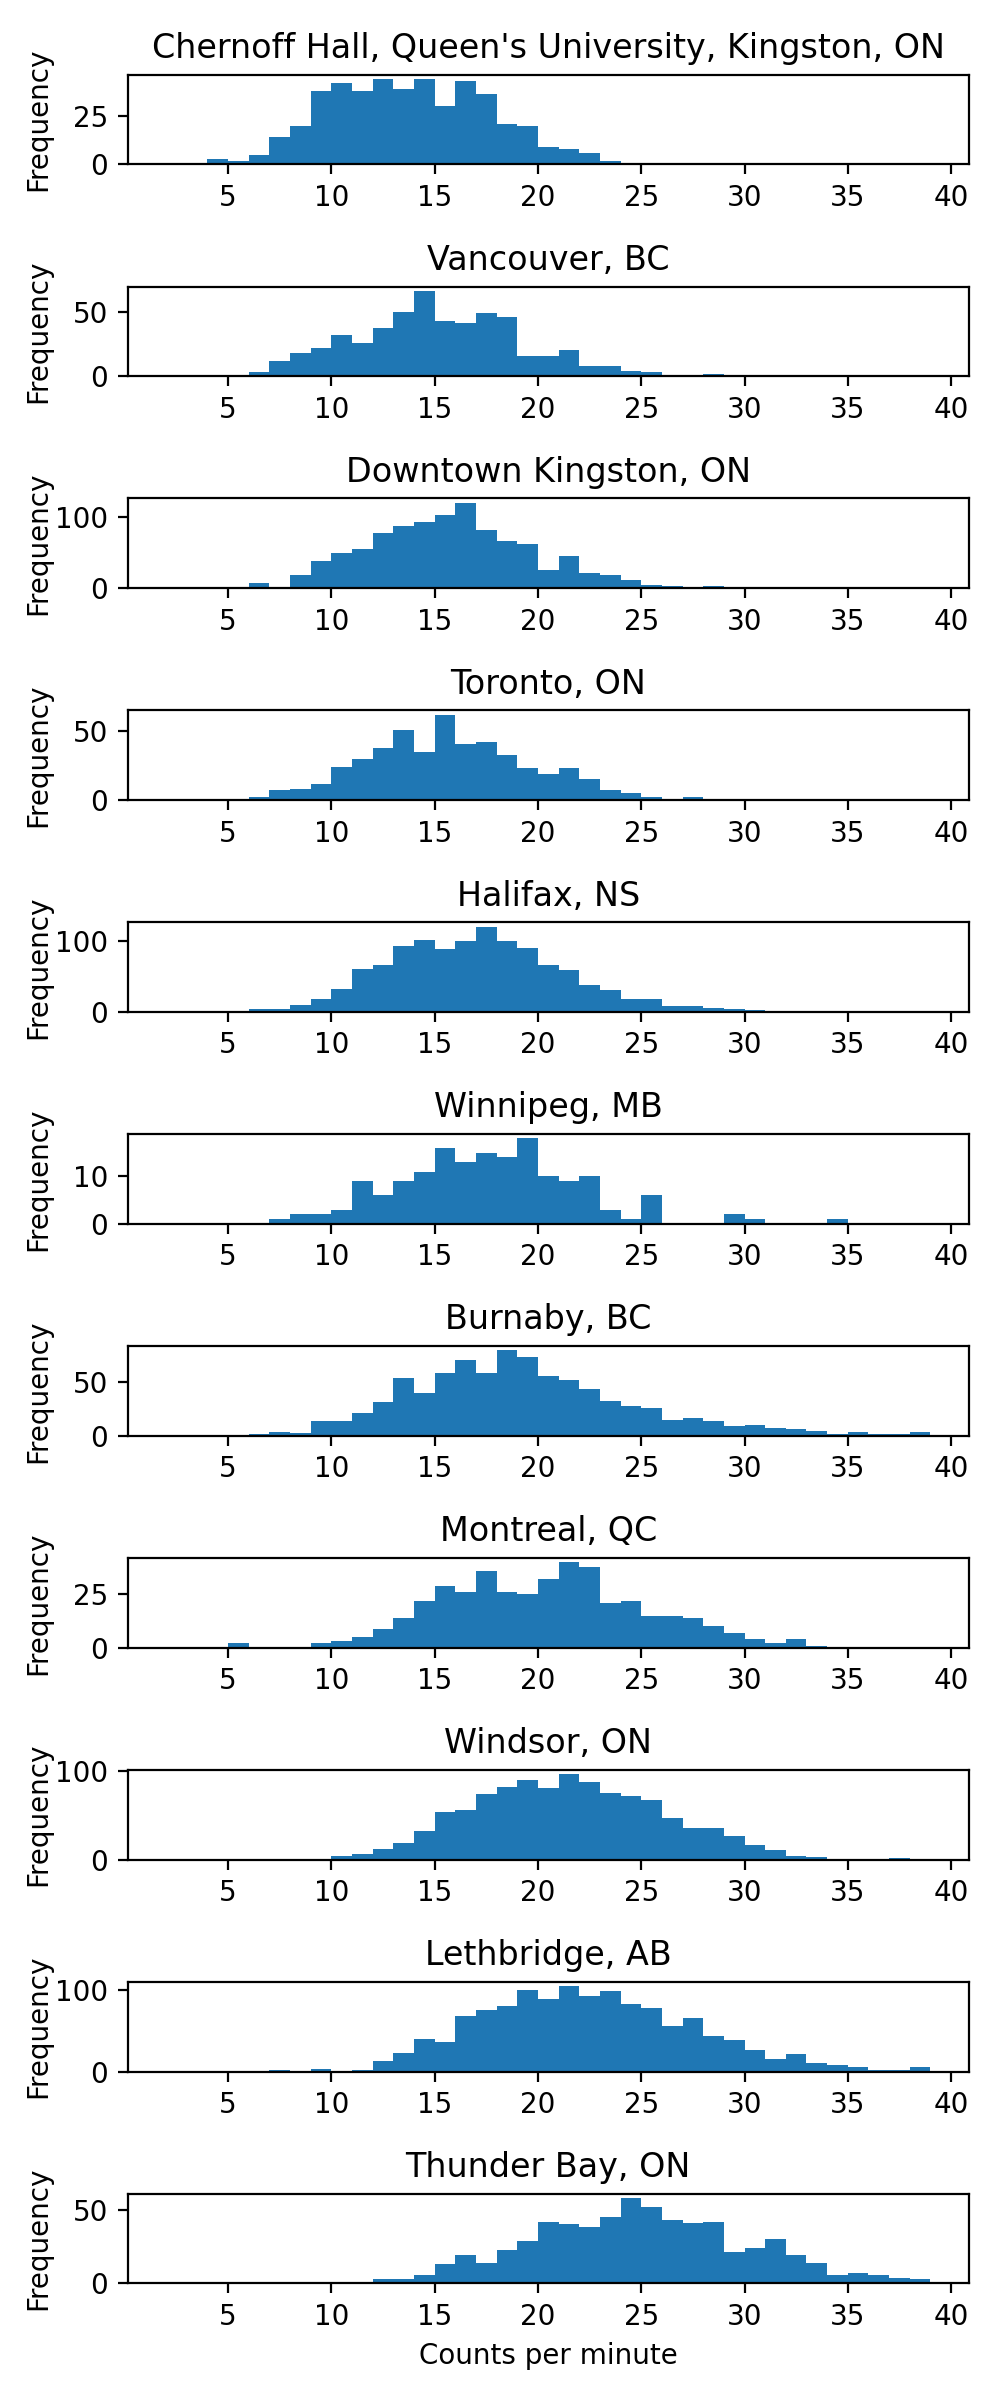 Chernoff Hall, Queen's University, Kingston, ON
Frequency
25
0
5 10 15 20 25 30 35 40
Vancouver, BC
Frequency
50
0
5 10 15 20 25 30 35 40
Downtown Kingston, ON
Frequency
100
0
5 10 15 20 25 30 35 40
Toronto, ON
Frequency
50
0
5 10 15 20 25 30 35 40
Halifax, NS
Frequency
100
0
5 10 15 20 25 30 35 40
Winnipeg, MB
Frequency
10
0
5 10 15 20 25 30 35 40
Burnaby, BC
Frequency
50
0
5 10 15 20 25 30 35 40
Montreal, QC
Frequency
25
0
5 10 15 20 25 30 35 40
Windsor, ON
Frequency
100
0
5 10 15 20 25 30 35 40
Lethbridge, AB
Frequency
100
0
5 10 15 20 25 30 35 40
Thunder Bay, ON
Frequency
50
0
5 10 15 20 25 30 35 40
Counts per minute